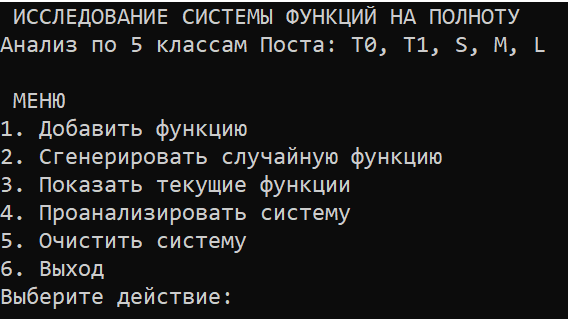 ИССЛЕДОВАНИЕ СИСТЕМЫ ФУНКЦИЙ НА ПОЛНОТУ
Анализ по 5 классам Поста: T0, T1, S, M, L
МЕНЮ
1. Добавить функцию
2. Сгенерировать случайную функцию
3. Показать текущие функции
4. Проанализировать систему
5. Очистить систему
6. Выход
Выберите действие: